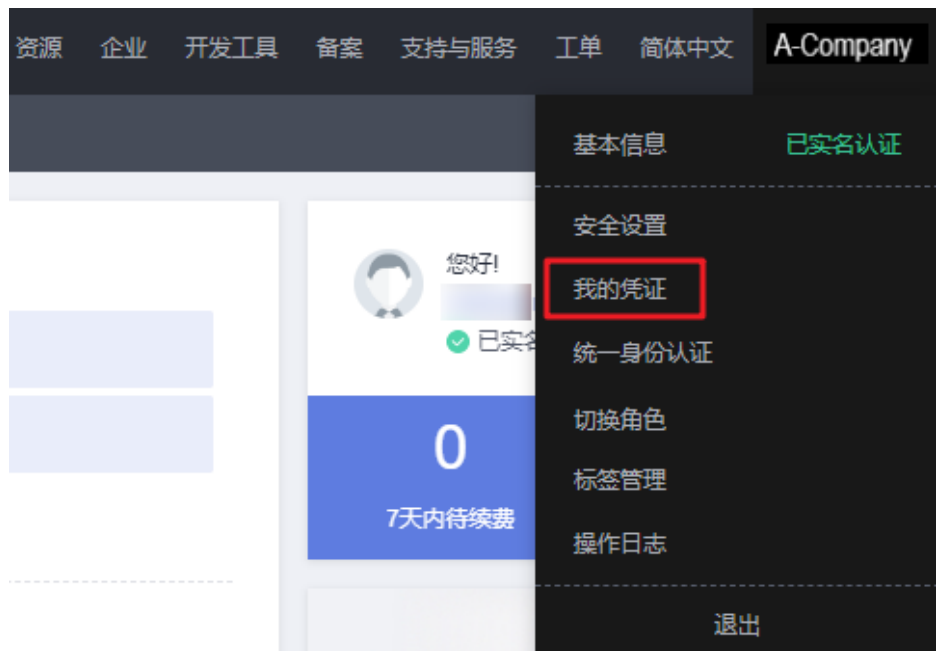 资源 企业 开发工具 备案 支持与服务 工单 简体中文 A-Company
基本信息 已实名认证
安全设置
您好!
我的凭证
已实名
统一身份认证
切换角色
0
标签管理
7天内待续费
操作日志
退出